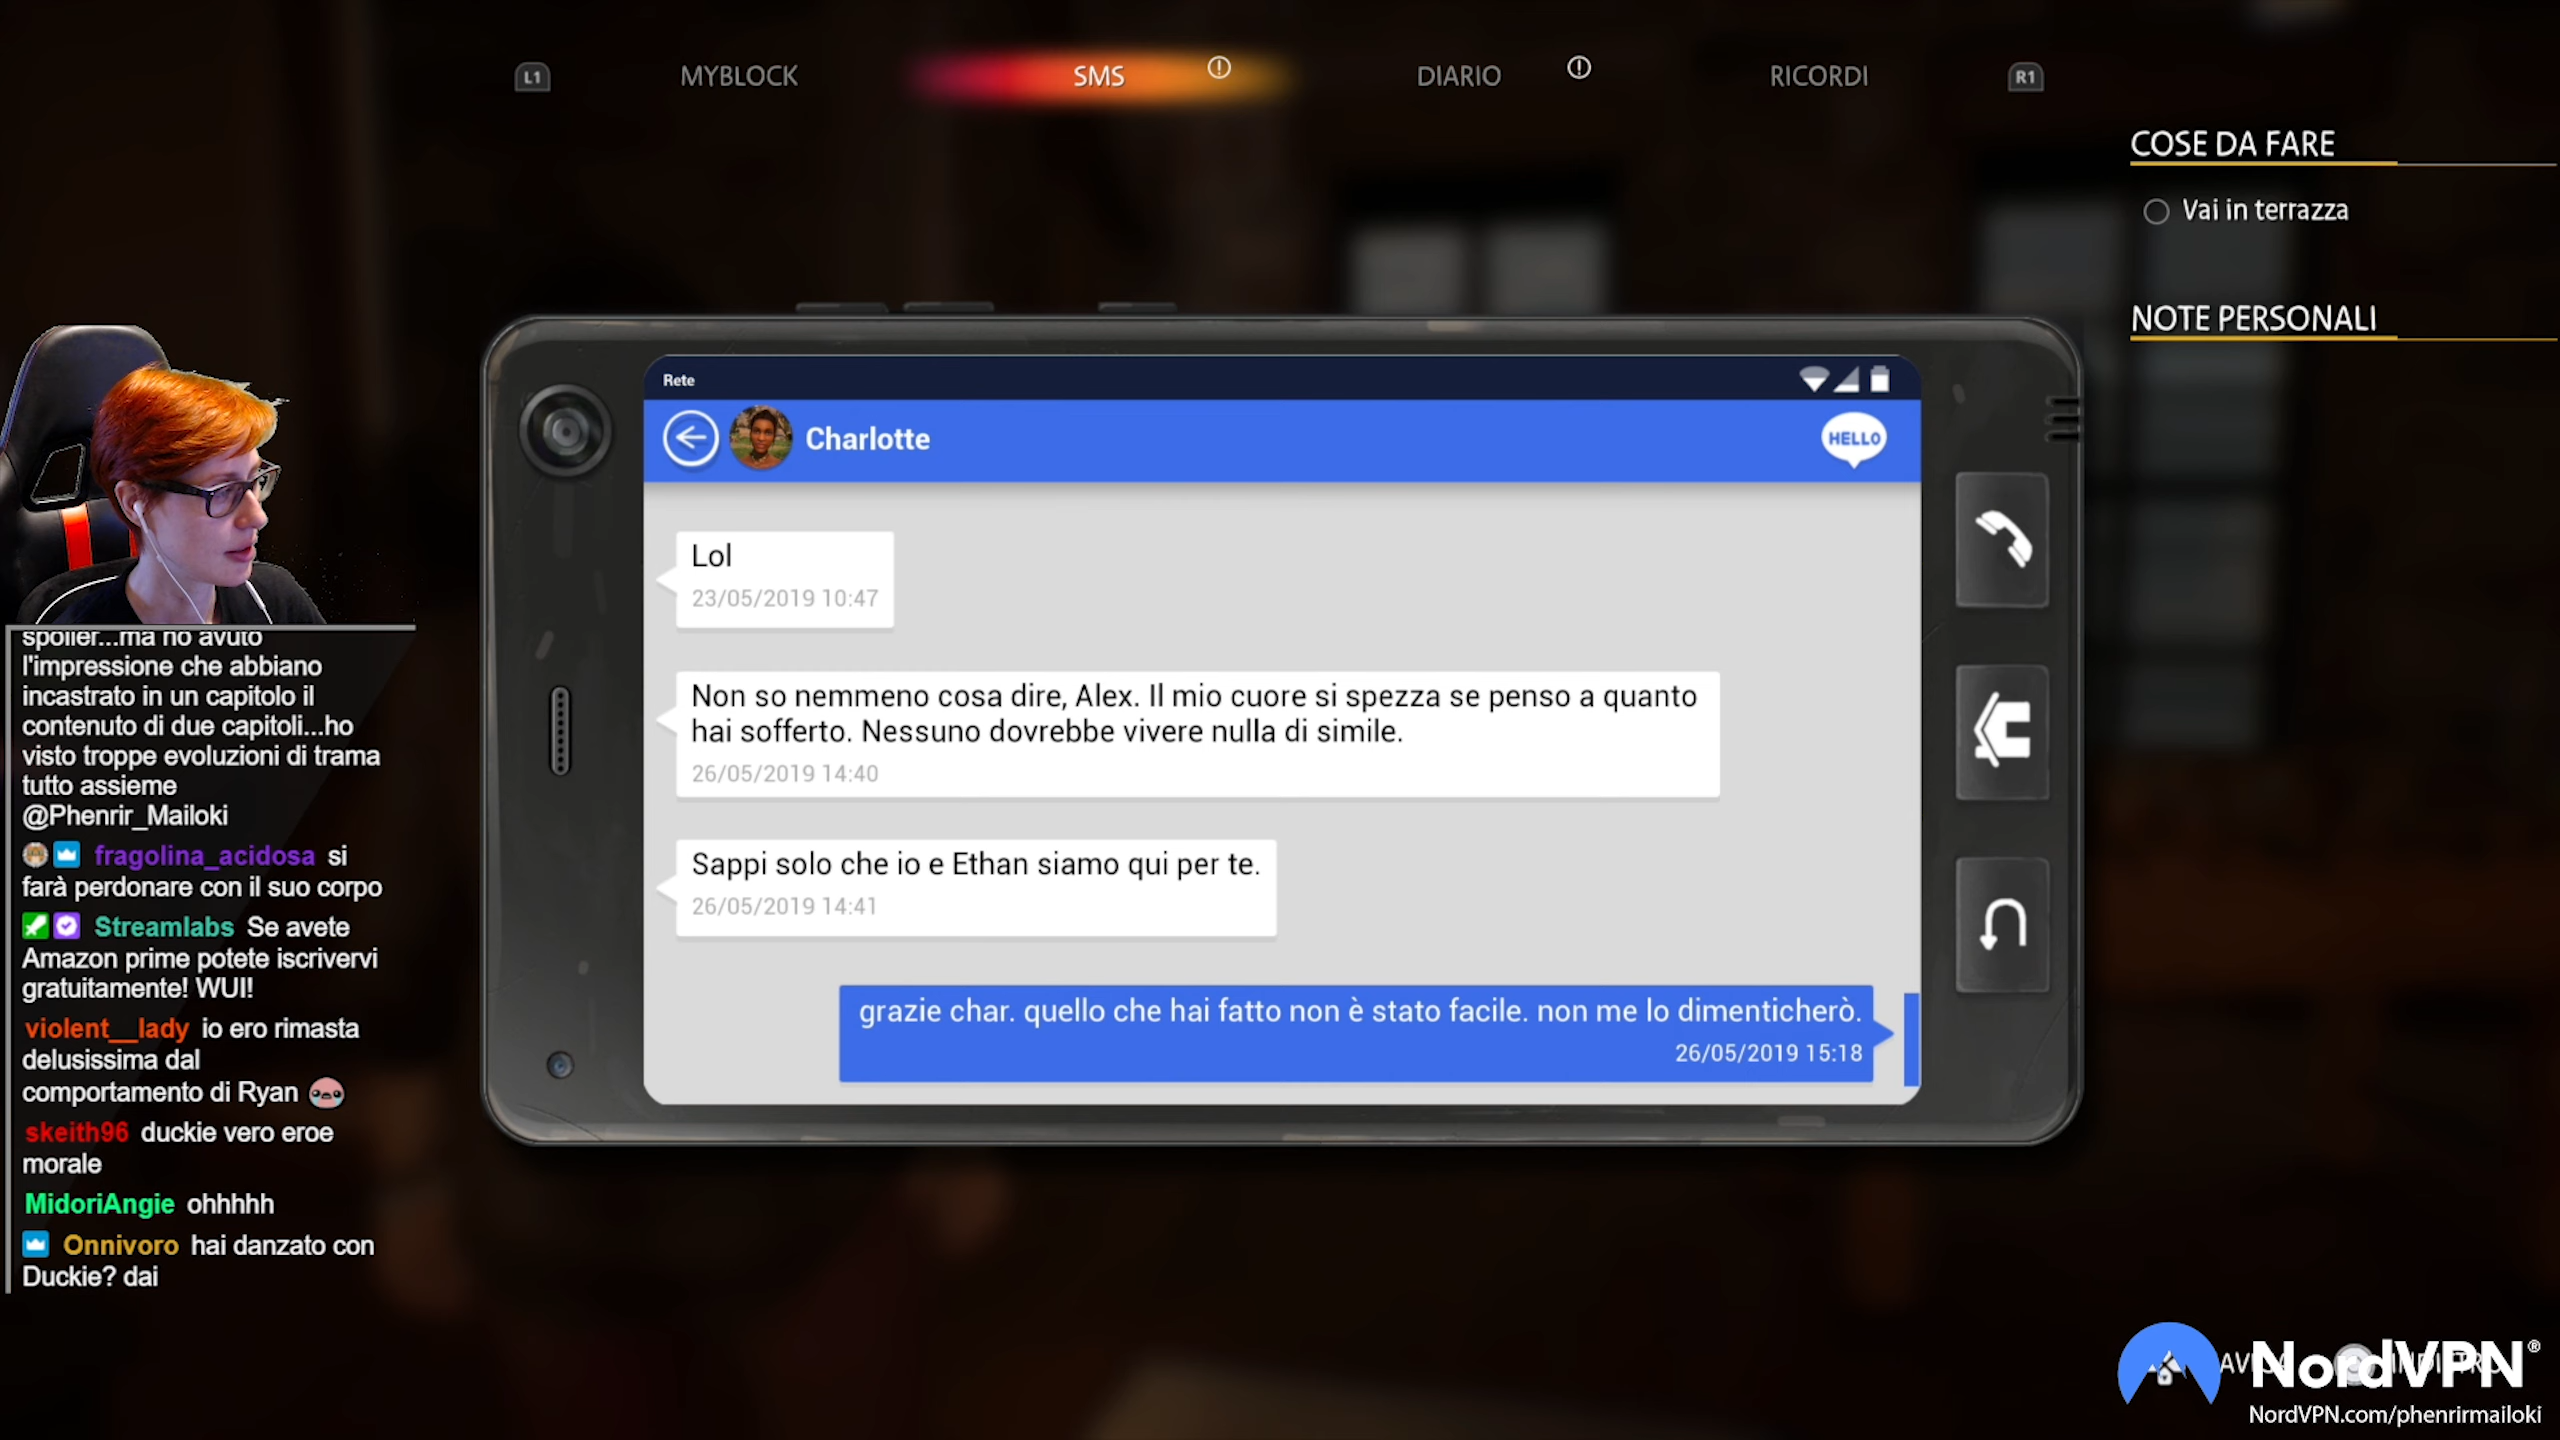 L1
MYBLOCK
SMS
DIARIO
RICORDI
R1
COSE DA FARE
Vai in terrazza
NOTE PERSONALI
Rete
Charlotte
HELLO
Lol
23/05/2019 10:47
Non so nemmeno cosa dire, Alex. Il mio cuore si spezza se penso a quanto
hai sofferto. Nessuno dovrebbe vivere nulla di simile.
26/05/2019 14:40
Sappi solo che io e Ethan siamo qui per te.
26/05/2019 14:41
grazie char. quello che hai fatto non è stato facile. non me lo dimenticherò.
26/05/2019 15:18
spoiler...ma ho avuto
l'impressione che abbiano
incastrato in un capitolo il
contenuto di due capitoli...ho
visto troppe evoluzioni di trama
tutto assieme
@Phenrir_Mailoki
fragolina_acidosa si
farà perdonare con il suo corpo
Streamlabs Se avete
Amazon prime potete iscrivervi
gratuitamente! WUI!
violent__lady io ero rimasta
delusissima dal
comportamento di Ryan
skeith96 duckie vero eroe
morale
MidoriAngie ohhhhh
Onnivoro hai danzato con
Duckie? dai
NordVPN®
NordVPN.com/phenrirmailoki